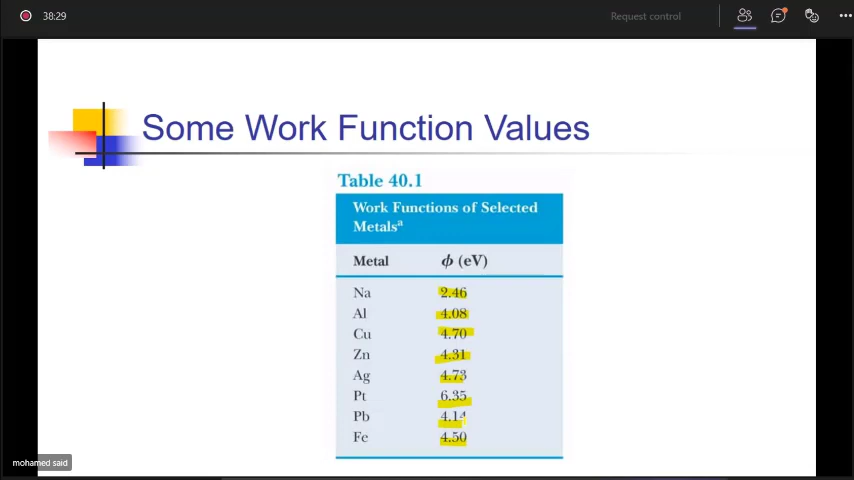 38:29
Request control
Some Work Function Values
Table 40.1
Work Functions of Selected
Metalsᵃ
Metal ϕ (eV)
Na 2.46
Al 4.08
Cu 4.70
Zn 4.31
Ag 4.73
Pt 6.35
Pb 4.14
Fe 4.50
mohamed said